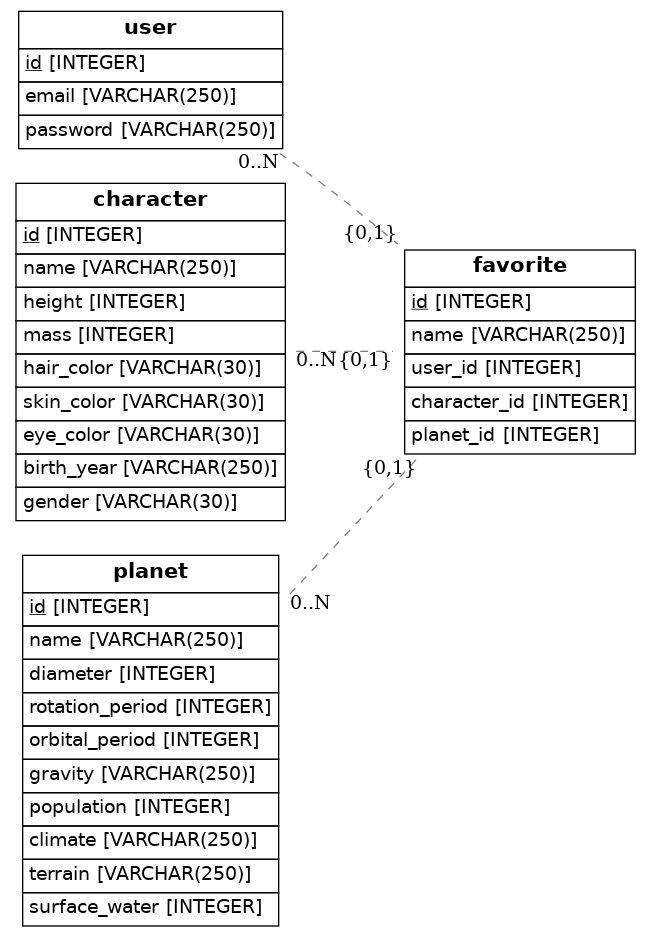 user
id [INTEGER]
email [VARCHAR(250)]
password [VARCHAR(250)]
0..N
{0,1}
character
id [INTEGER]
name [VARCHAR(250)]
height [INTEGER]
mass [INTEGER]
hair_color [VARCHAR(30)]
skin_color [VARCHAR(30)]
eye_color [VARCHAR(30)]
birth_year [VARCHAR(250)]
gender [VARCHAR(30)]
0..N
{0,1}
favorite
id [INTEGER]
name [VARCHAR(250)]
user_id [INTEGER]
character_id [INTEGER]
planet_id [INTEGER]
{0,1}
0..N
planet
id [INTEGER]
name [VARCHAR(250)]
diameter [INTEGER]
rotation_period [INTEGER]
orbital_period [INTEGER]
gravity [VARCHAR(250)]
population [INTEGER]
climate [VARCHAR(250)]
terrain [VARCHAR(250)]
surface_water [INTEGER]